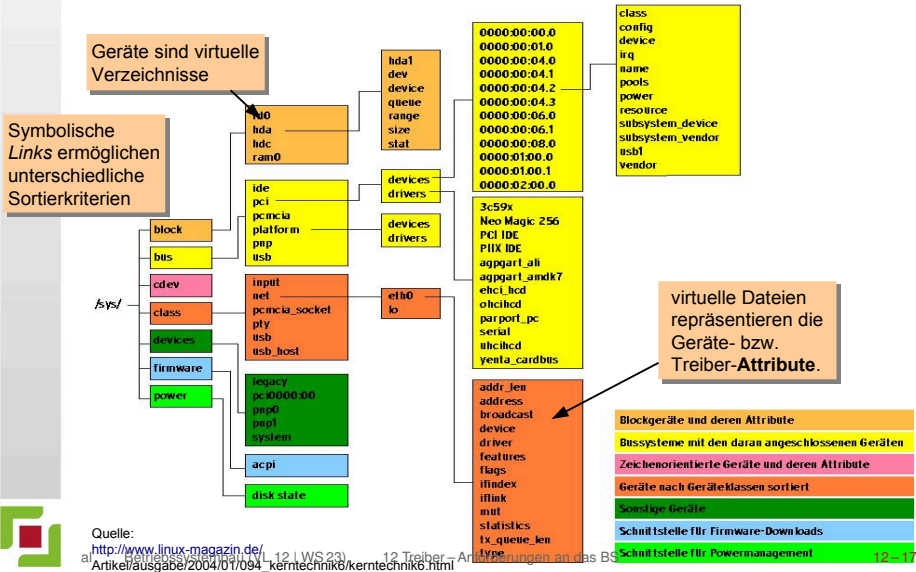 Geräte sind virtuelle
Verzeichnisse
Symbolische
Links ermöglichen
unterschiedliche
Sortierkriterien
/sys/
block
bus
cdev
class
devices
firmware
power
hda
hdc
ram0
ide
pci
pcmcia
platform
pnp
usb
input
net
pcmcia_socket
pty
usb
usb_host
legacy
pci0000:00
pnp0
pnp1
system
acpi
disk state
hda1
dev
device
queue
range
size
stat
devices
drivers
devices
drivers
eth0
lo
0000:00:00.0
0000:00:01.0
0000:00:04.0
0000:00:04.1
0000:00:04.2
0000:00:04.3
0000:00:06.0
0000:00:06.1
0000:00:08.0
0000:01:00.0
0000:01:00.1
0000:02:00.0
3c59x
Neo Magic 256
PCI IDE
PIIX IDE
agpgart_ali
agpgart_amdk7
ehci_hcd
ohcihcd
parport_pc
serial
uhcihcd
yenta_cardbus
addr_len
address
broadcast
device
driver
features
flags
ifindex
iflink
mut
statistics
tx_queue_len
type
class
config
device
irq
name
pools
power
resource
subsystem_device
subsystem_vendor
usb1
vendor
virtuelle Dateien
repräsentieren die
Geräte- bzw.
Treiber-Attribute.
Blockgeräte und deren Attribute
Bussysteme mit den daran angeschlossenen Geräten
Zeichenorientierte Geräte und deren Attribute
Geräte nach Geräteklassen sortiert
Sonstige Geräte
Schnittstelle für Firmware-Downloads
Schnittstelle für Powermanagement
Quelle:
http://www.linux-magazin.de/
Artikel/ausgabe/2004/01/094_kerntechnik6/kerntechnik6.html
al Betriebssystembau (VL 12 | WS 23) 12 Treiber – Anforderungen an das BS 12–17